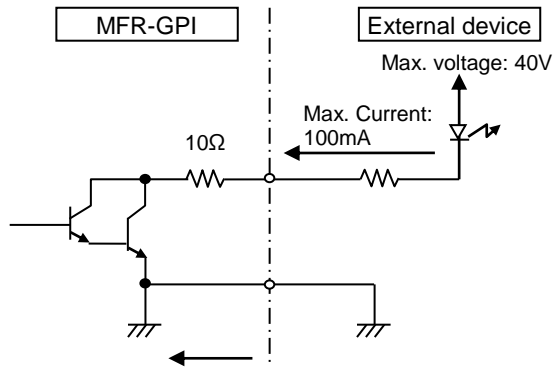 MFR-GPI
External device
Max. voltage: 40V
Max. Current:
100mA
10Ω